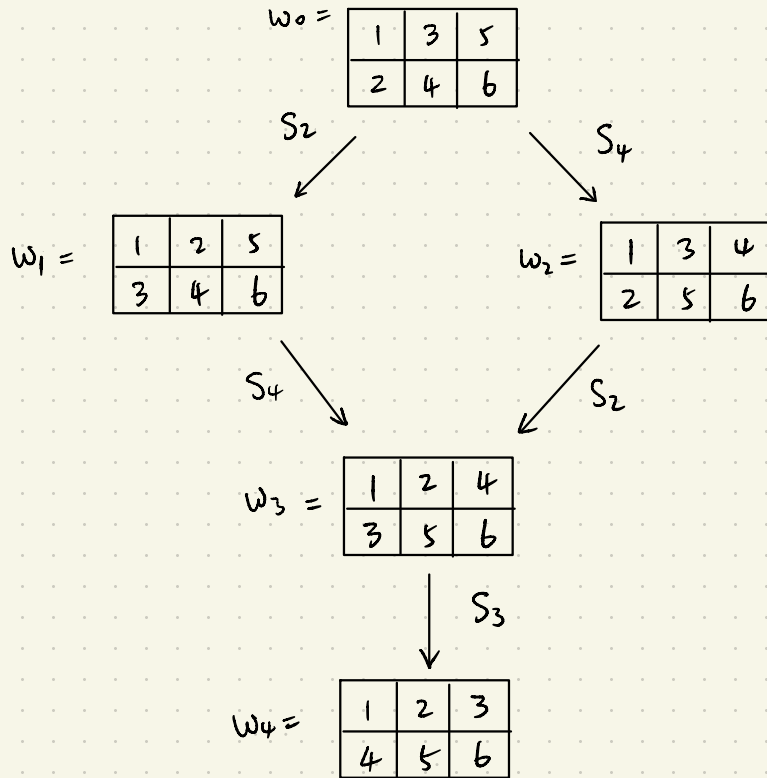 w₀ = 1 3 5
2 4 6
S₂ S₄
w₁ = 1 2 5
3 4 6
w₂ = 1 3 4
2 5 6
S₄ S₂
w₃ = 1 2 4
3 5 6
S₃
w₄ = 1 2 3
4 5 6